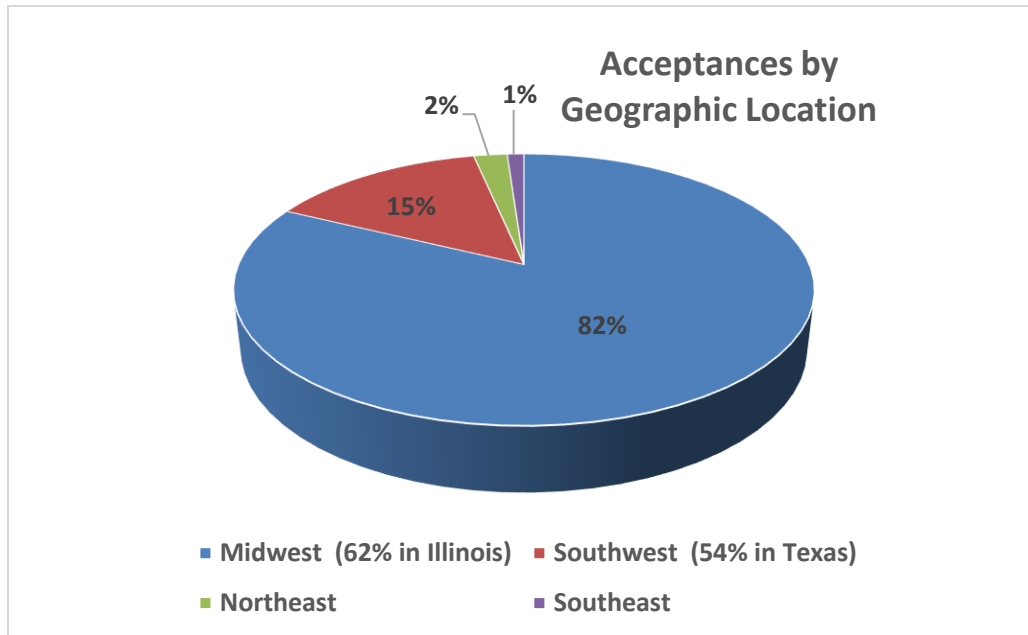 Acceptances by
Geographic Location
2%
1%
15%
82%
Midwest (62% in Illinois)
Southwest (54% in Texas)
Northeast
Southeast